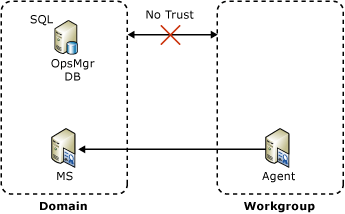 SQL
No Trust
OpsMgr
DB
MS
Agent
Domain
Workgroup